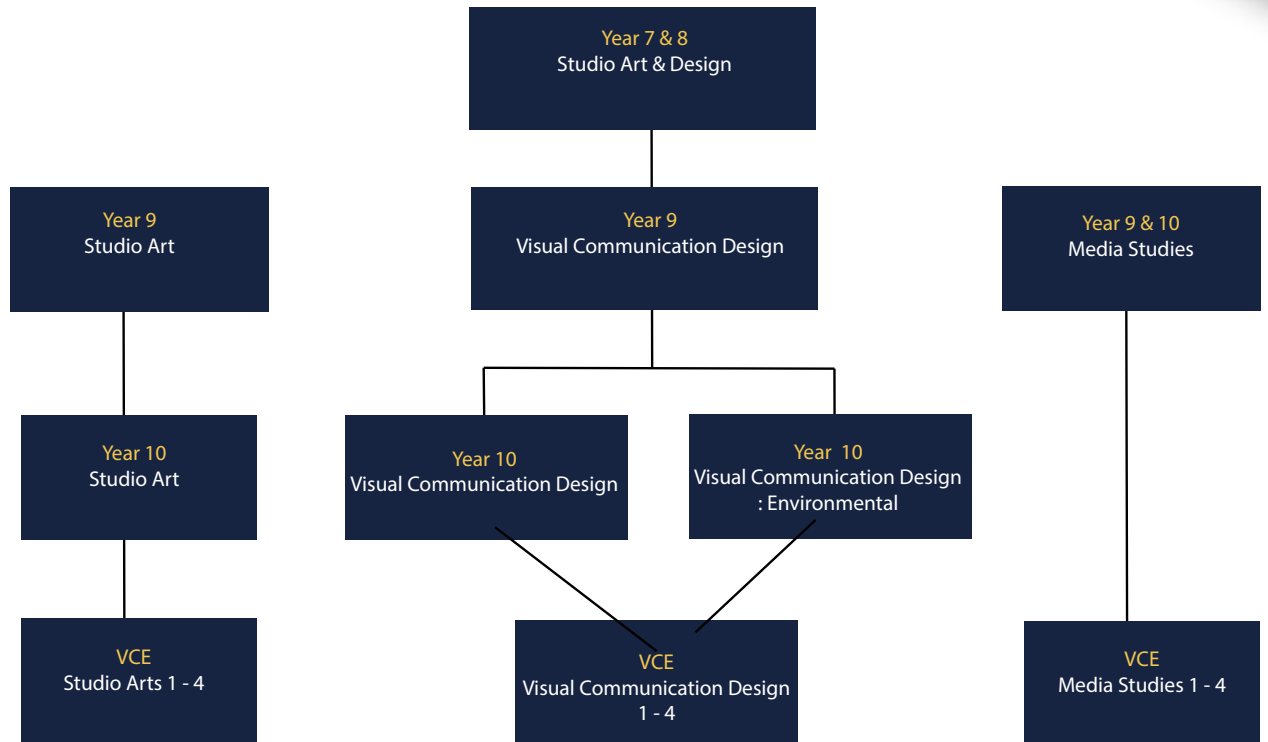 Year 7 & 8
Studio Art & Design
Year 9
Studio Art
Year 9
Visual Communication Design
Year 9 & 10
Media Studies
Year 10
Studio Art
Year 10
Visual Communication Design
Year 10
Visual Communication Design
: Environmental
VCE
Studio Arts 1 - 4
VCE
Visual Communication Design
1 - 4
VCE
Media Studies 1 - 4